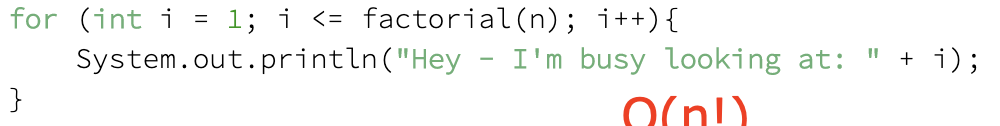 for (int i = 1; i <= factorial(n); i++){
    System.out.println("Hey - I'm busy looking at: " + i);
}
O(n!)